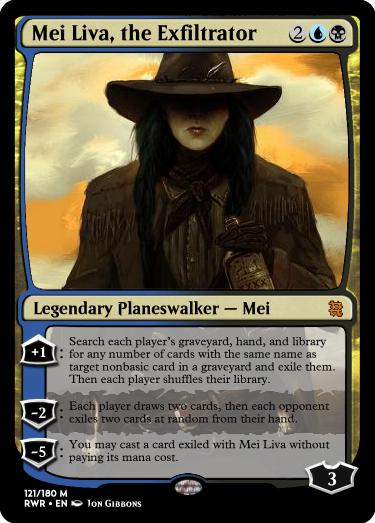 Mei Liva, the Exfiltrator 2
Legendary Planeswalker — Mei
+1: Search each player's graveyard, hand, and library
for any number of cards with the same name as
target nonbasic card in a graveyard and exile them.
Then each player shuffles their library.
-2: Each player draws two cards, then each opponent
exiles two cards at random from their hand.
-5: You may cast a card exiled with Mei Liva without
paying its mana cost.
3
121/180 M
RWR • EN Jon Gibbons